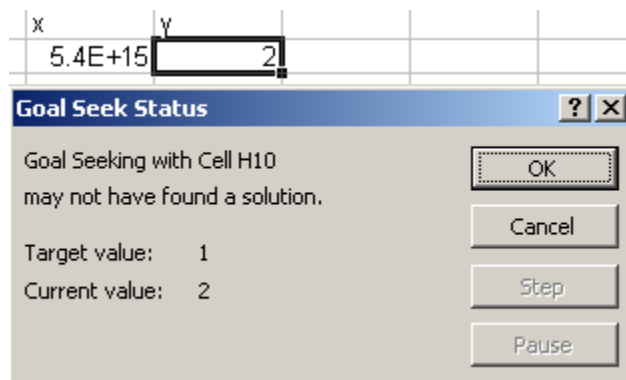 x y
5.4E+15 2
Goal Seek Status
Goal Seeking with Cell H10
may not have found a solution.
Target value: 1
Current value: 2
OK
Cancel
Step
Pause